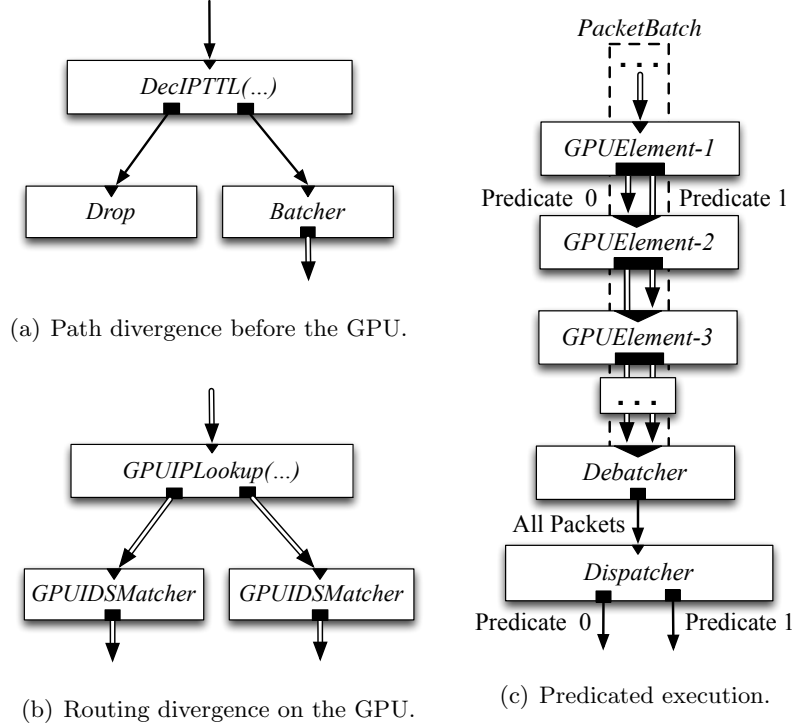 DecIPTTL(...)
Drop
Batcher
(a) Path divergence before the GPU.
GPUIPLookup(...)
GPUIDSMatcher
GPUIDSMatcher
(b) Routing divergence on the GPU.
PacketBatch
...
GPUElement-1
Predicate 0
Predicate 1
GPUElement-2
GPUElement-3
...
Debatcher
All Packets
Dispatcher
Predicate 0
Predicate 1
(c) Predicated execution.